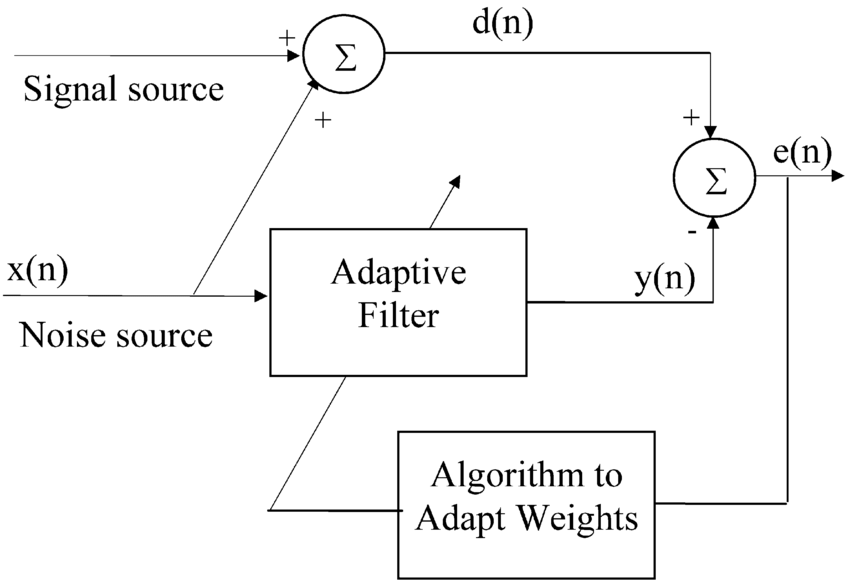 d(n)
+
Σ
Signal source
+
+
e(n)
Σ
-
x(n)
Adaptive
Filter
y(n)
Noise source
Algorithm to
Adapt Weights